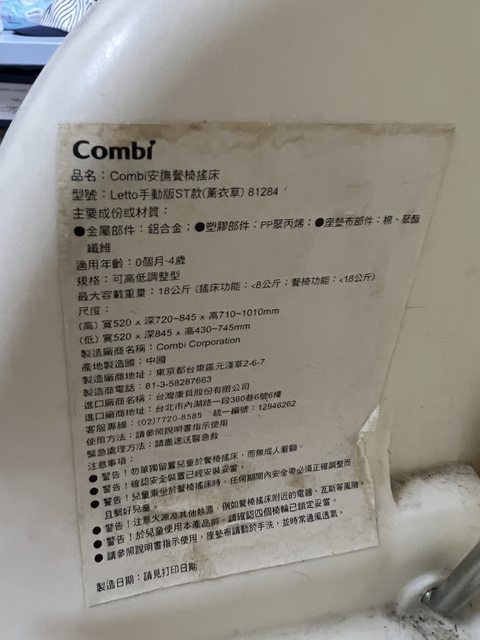 Combi
品名：Combi安撫餐椅搖床
型號：Letto手動版ST款(薰衣草) 81284
主要成份或材質：
●金屬部件：鋁合金；●塑膠部件：PP聚丙烯；●座墊布部件：綿、聚酯
纖維
適用年齡：0個月-4歲
規格：可高低調整型
最大容載重量：18公斤 (搖床功能：<8公斤；餐椅功能：<18公斤)
尺度：
(高) 寬520 x 深720~845 x 高710~1010mm
(低) 寬520 x 深845 x 高430~745mm
製造廠商名稱：Combi Corporation
產地製造國：中國
製造廠商地址：東京都台東區元淺草2-6-7
製造商電話：81-3-58287663
進口廠商名稱：台灣康貝股份有限公司
進口廠商地址：台北市內湖路一段360巷6號6樓
客服專線：(02)7720-8585 統一編號：12946262
使用方法：請參照說明書指示使用
緊急處理方法：請盡速送醫急救
注意事項：
● 警告！勿單獨留置兒童於餐椅搖床，而無成人看顧。
● 警告！確認安全裝置已經安裝妥當。
● 警告！兒童乘坐於餐椅搖床時，任何期間內安全帶必須正確調整而
且繫好兒童。
● 警告！注意火源及其他熱源，例如餐椅搖床附近的電器、瓦斯等風險。
● 警告！於兒童使用本產品前，請確認四個椅輪已鎖定妥當。
● 請參照說明書指示使用，座墊布請勤於手洗，並時常通風透氣。
製造日期：請見打印日期